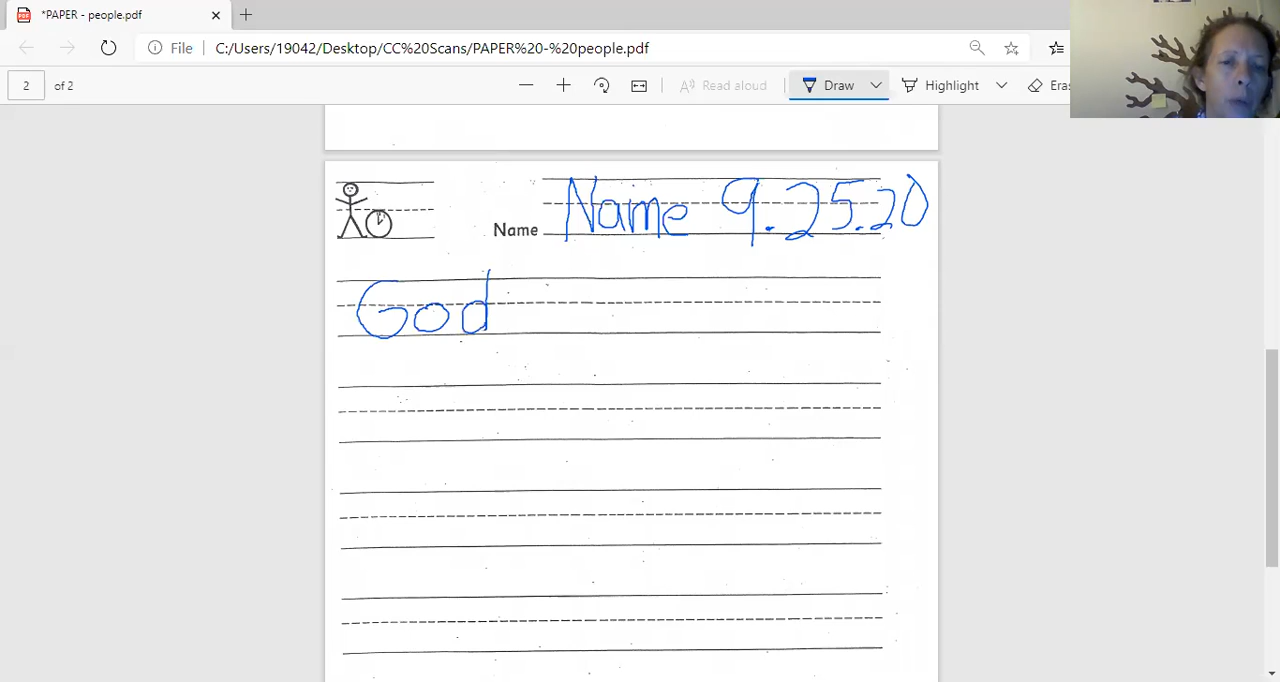 *PAPER - people.pdf
File C:/Users/19042/Desktop/CC%20Scans/PAPER%20-%20people.pdf
2 of 2 Read aloud Draw Highlight Eras
Name Name 9.25.20
God